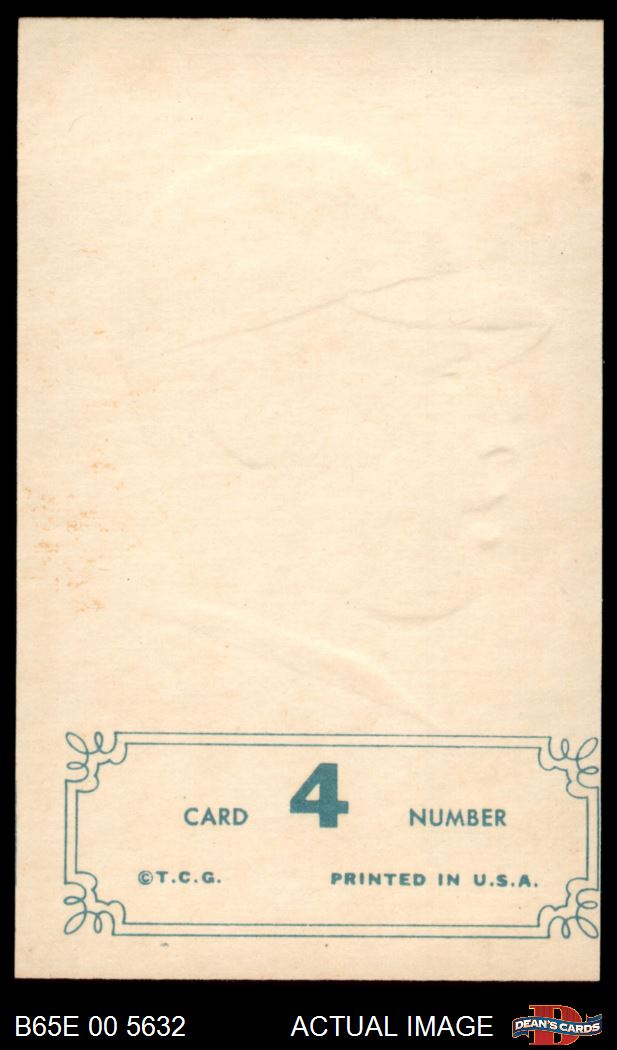 CARD 4 NUMBER
©T.C.G. PRINTED IN U.S.A.
B65E 00 5632 ACTUAL IMAGE DEAN'S CARDS